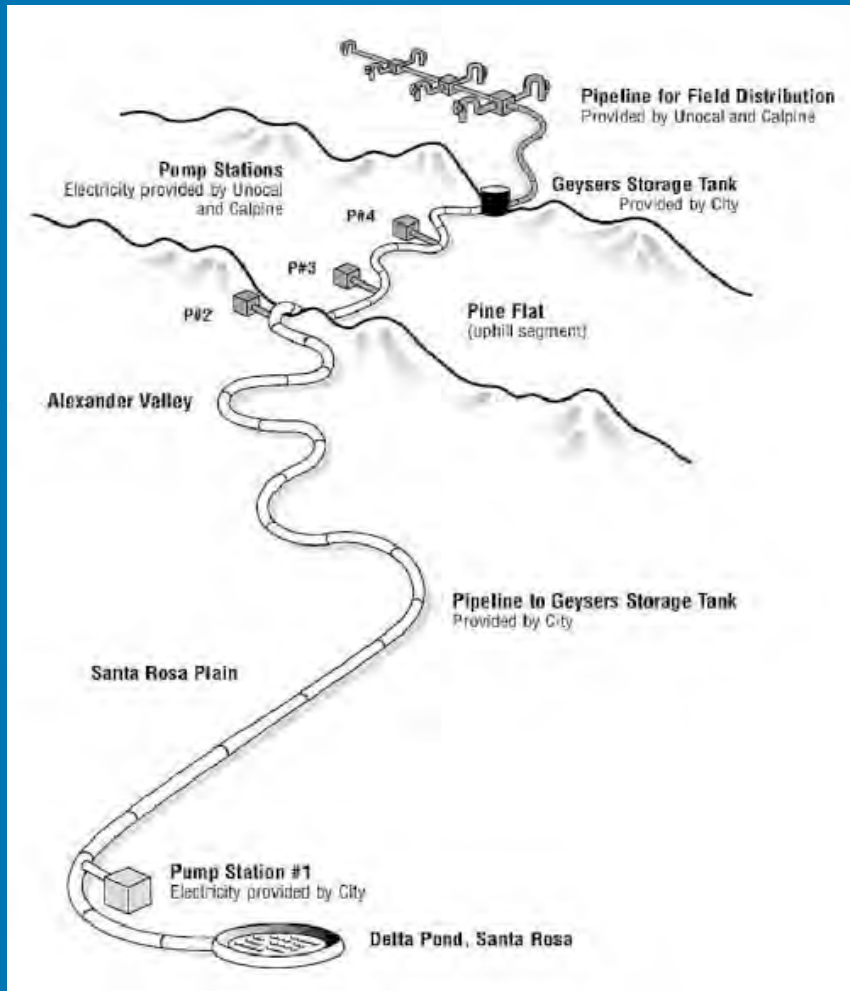 Pipeline for Field Distribution
Provided by Unocal and Calpine
Pump Stations
Electricity provided by Unocal
and Calpine
Geysers Storage Tank
Provided by City
P#4
P#3
P#2
Pine Flat
(uphill segment)
Alexander Valley
Pipeline to Geysers Storage Tank
Provided by City
Santa Rosa Plain
Pump Station #1
Electricity provided by City
Delta Pond, Santa Rosa